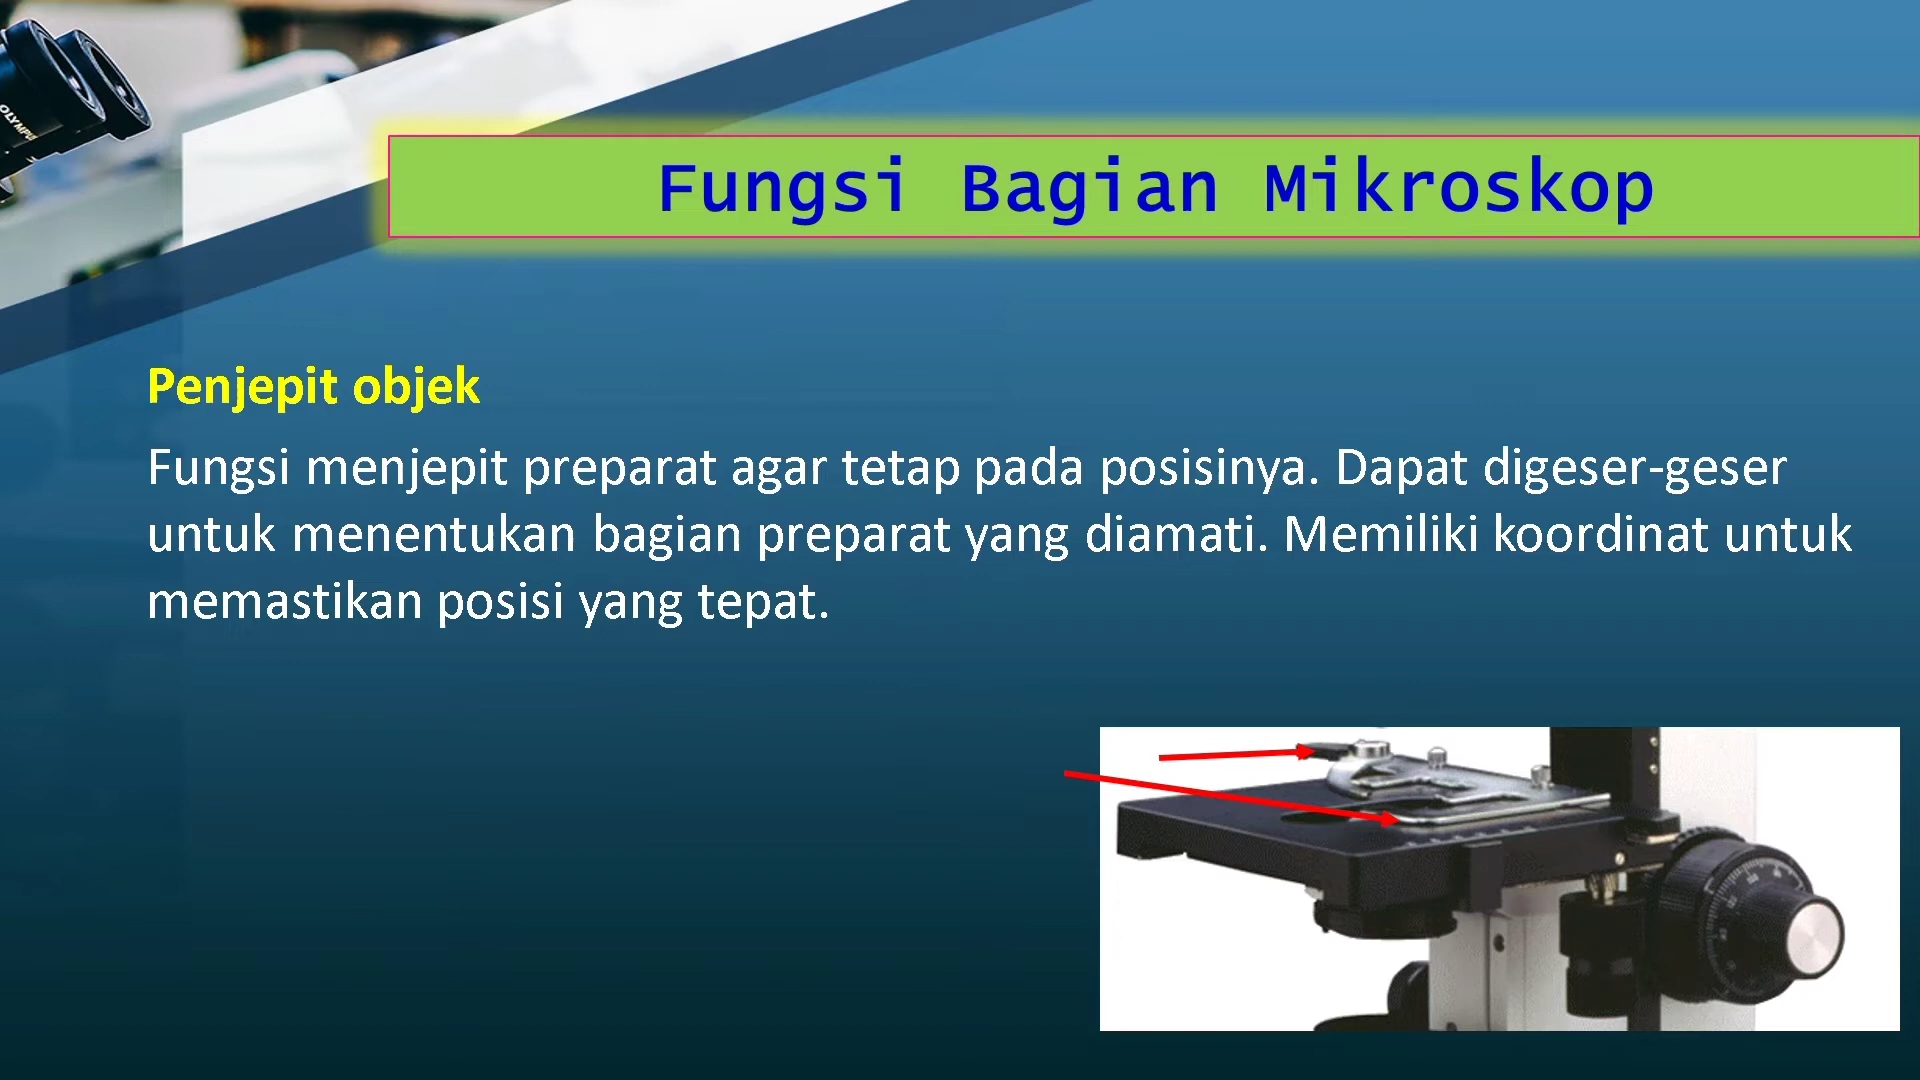 Fungsi Bagian Mikroskop
Penjepit objek
Fungsi menjepit preparat agar tetap pada posisinya. Dapat digeser-geser
untuk menentukan bagian preparat yang diamati. Memiliki koordinat untuk
memastikan posisi yang tepat.